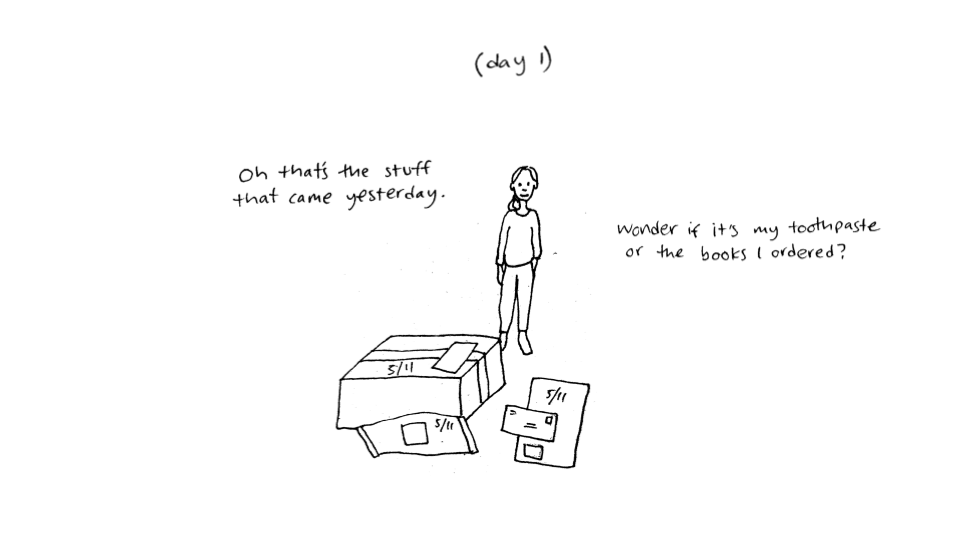 (day 1)
Oh that's the stuff
that came yesterday.
Wonder if it's my toothpaste
or the books I ordered?
5/11
5/11
5/11